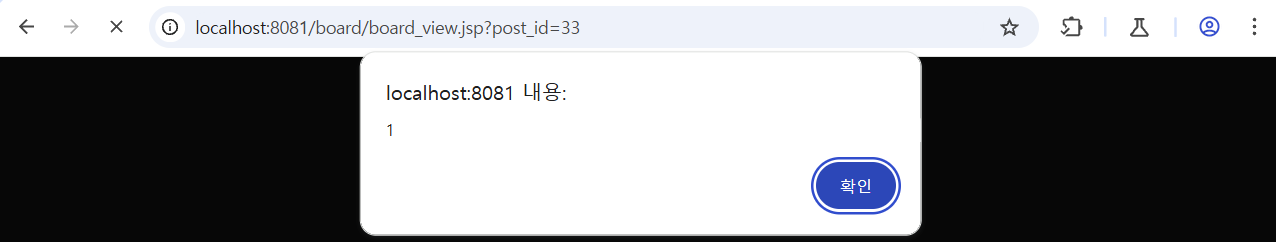 localhost:8081/board/board_view.jsp?post_id=33
localhost:8081 내용:
1
확인